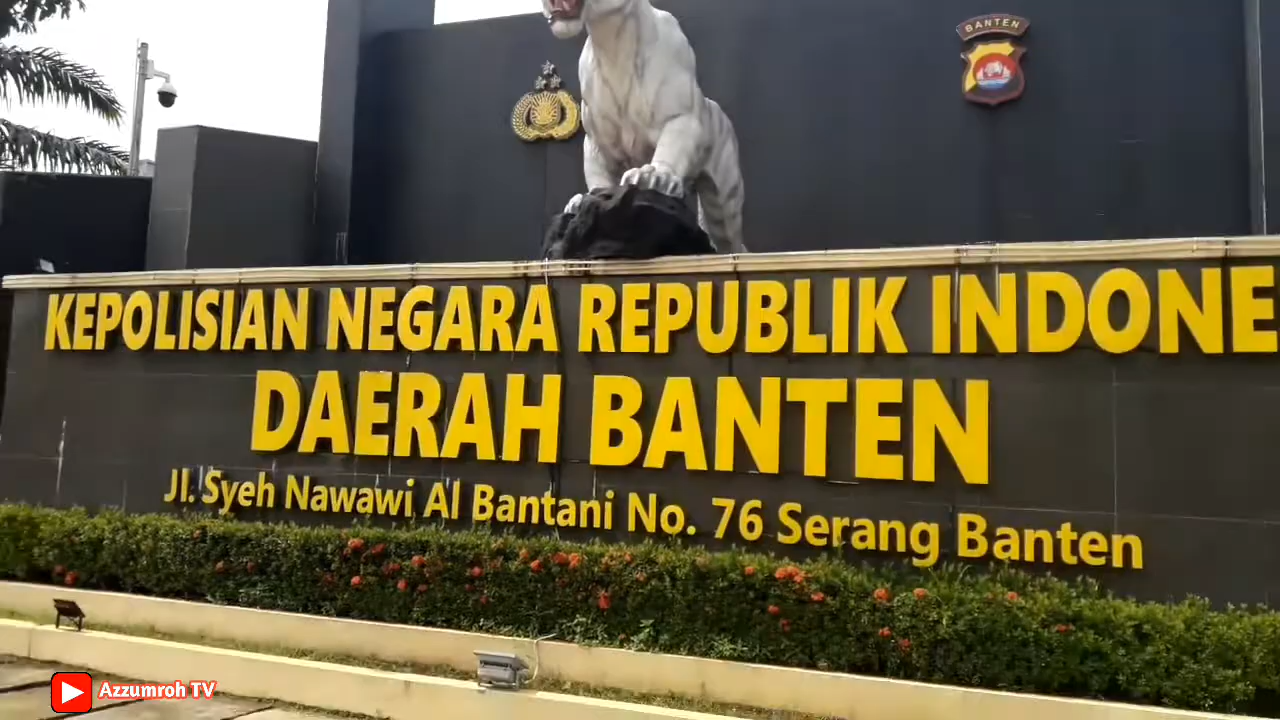 BANTEN
KEPOLISIAN NEGARA REPUBLIK INDONE
DAERAH BANTEN
Jl. Syeh Nawawi Al Bantani No. 76 Serang Banten
Azzumroh TV